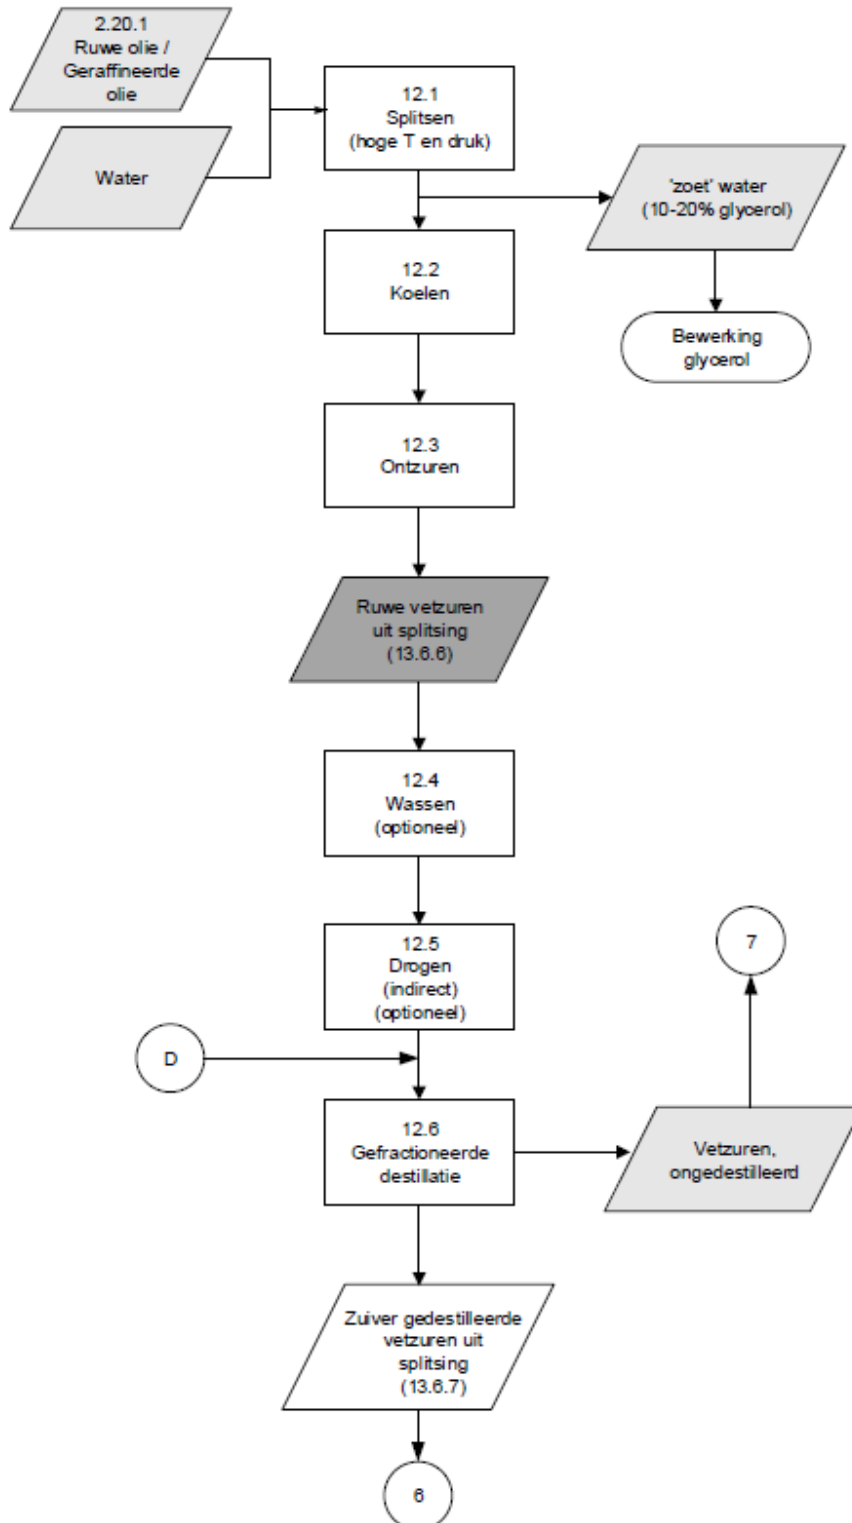 2.20.1
Ruwe olie /
Geraffineerde
olie
Water
12.1
Splitsen
(hoge T en druk)
'zoet' water
(10-20% glycerol)
12.2
Koelen
Bewerking
glycerol
12.3
Ontzuren
Ruwe vetzuren
uit splitsing
(13.6.6)
12.4
Wassen
(optioneel)
12.5
Drogen
(indirect)
(optioneel)
7
D
12.6
Gefractioneerde
destillatie
Vetzuren,
ongedestilleerd
Zuiver gedestilleerde
vetzuren uit
splitsing
(13.6.7)
6